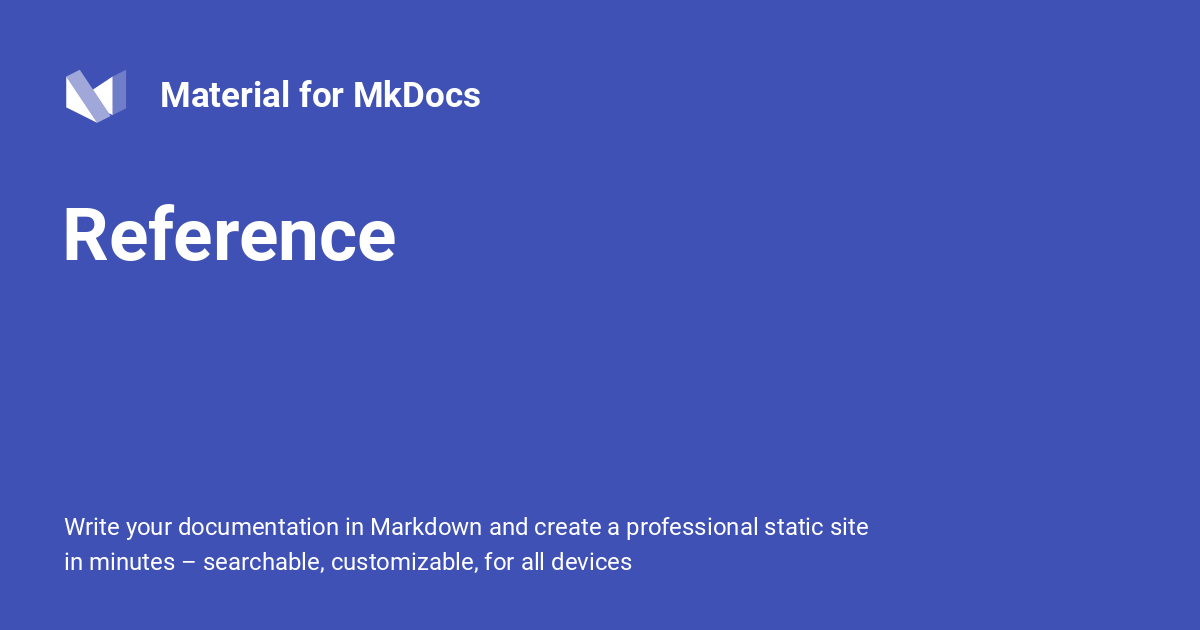 Material for MkDocs
Reference
Write your documentation in Markdown and create a professional static site
in minutes – searchable, customizable, for all devices